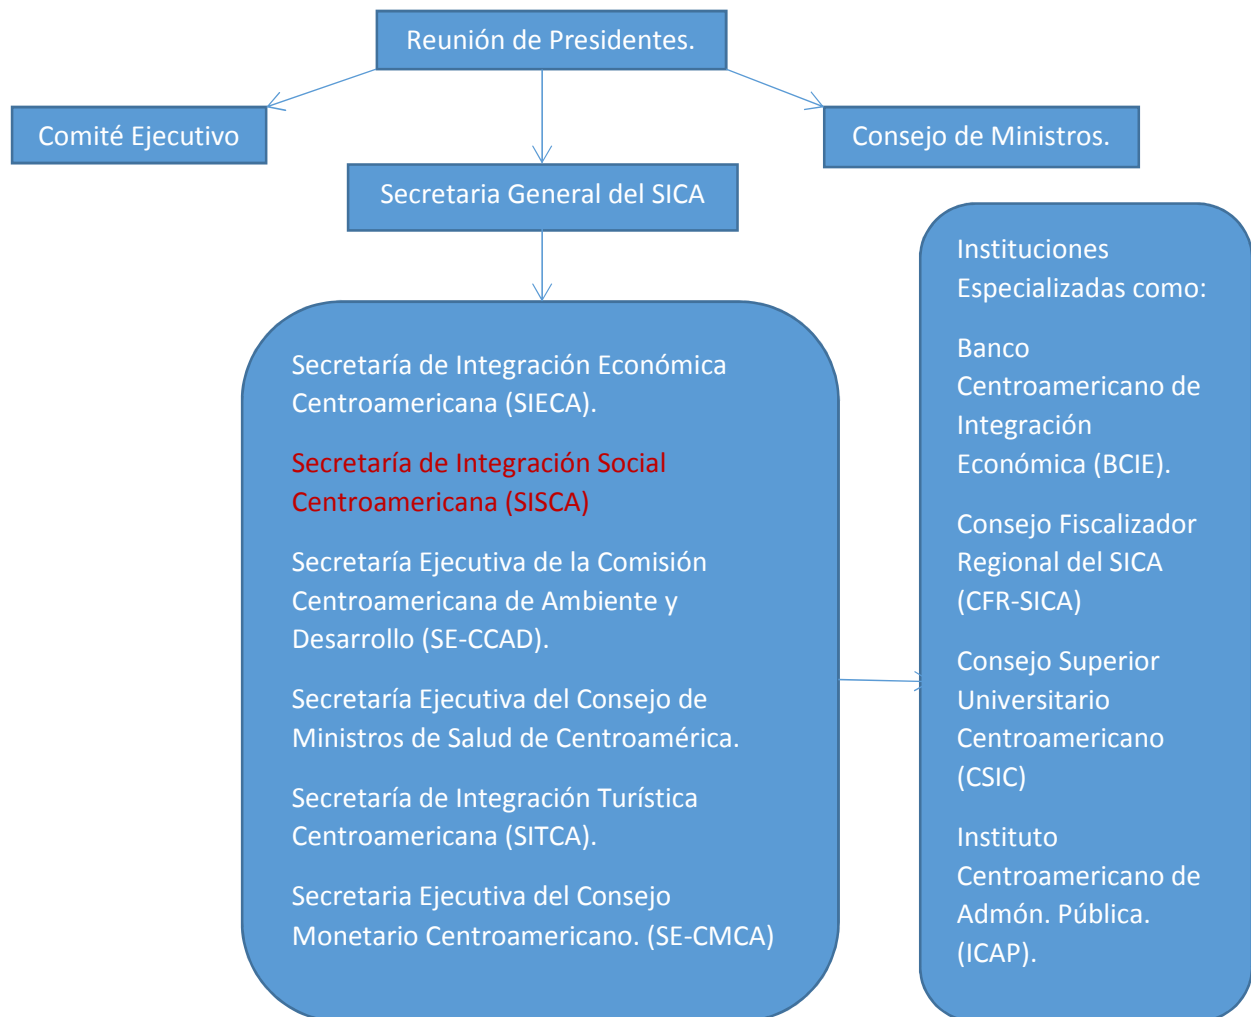 Reunión de Presidentes.
Comité Ejecutivo
Consejo de Ministros.
Secretaria General del SICA
Secretaría de Integración Económica
Centroamericana (SIECA).
Secretaría de Integración Social
Centroamericana (SISCA)
Secretaría Ejecutiva de la Comisión
Centroamericana de Ambiente y
Desarrollo (SE-CCAD).
Secretaría Ejecutiva del Consejo de
Ministros de Salud de Centroamérica.
Secretaría de Integración Turística
Centroamericana (SITCA).
Secretaria Ejecutiva del Consejo
Monetario Centroamericano. (SE-CMCA)
Instituciones
Especializadas como:
Banco
Centroamericano de
Integración
Económica (BCIE).
Consejo Fiscalizador
Regional del SICA
(CFR-SICA)
Consejo Superior
Universitario
Centroamericano
(CSIC)
Instituto
Centroamericano de
Admón. Pública.
(ICAP).